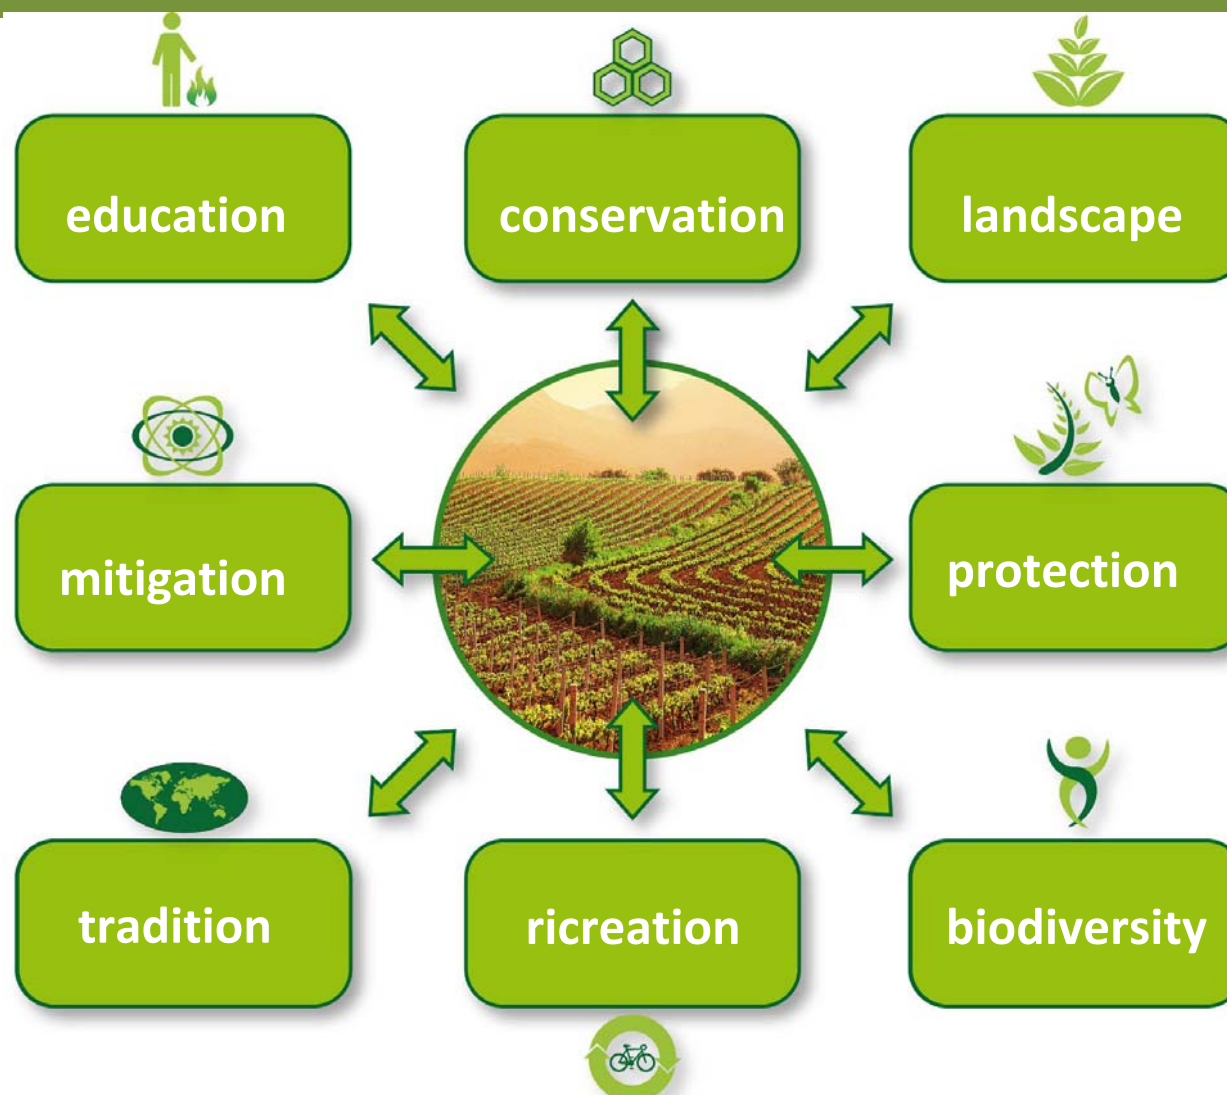 education
conservation
landscape
mitigation
protection
tradition
ricreation
biodiversity